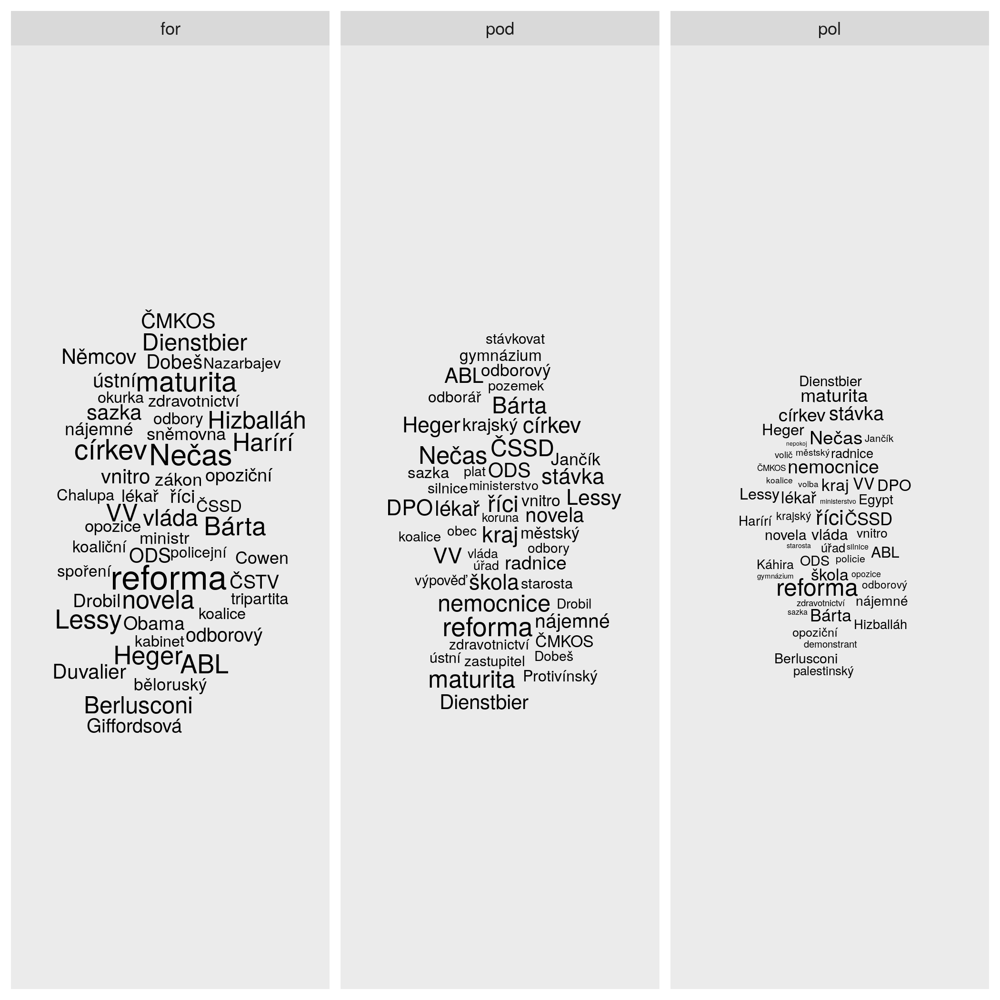 for
ČMKOS
Dienstbier
Němcov Dobeš Nazarbajev
ústní maturita
okurka zdravotnictví
sazka odbory Hizballáh
nájemné sněmovna Harírí
církev Nečas
vnitro zákon opoziční
Chalupa lékař říci ČSSD
VV vláda Bárta
opozice ministr
koaliční ODS policejní Cowen
spoření reforma ČSTV
Drobil novela tripartita
Lessy Obama koalice
kabinet odborový
Heger ABL
Duvalier
běloruský
Berlusconi
Giffordsová
pod
stávkovat
gymnázium
ABL odborový
pozemek
odborář Bárta
Heger krajský církev
Nečas ČSSD Jančík
sazka plat ODS stávka
silnice ministerstvo
DPO lékař říci vnitro Lessy
koruna novela
koalice obec kraj městský
VV vláda odbory
úřad radnice
výpověď škola starosta
nemocnice Drobil
reforma nájemné
zdravotnictví ČMKOS
ústní zastupitel Dobeš
maturita Protivínský
Dienstbier
pol
Dienstbier
maturita
církev stávka
Heger Nečas Jančík
nepokoj
volič městský radnice
ČMKOS nemocnice
koalice volba kraj VV DPO
Lessy lékař ministerstvo Egypt
Harírí krajský říci ČSSD
novela vláda vnitro
starosta úřad silnice ABL
Káhira ODS policie
gymnázium škola opozice
reforma odborový
zdravotnictví nájemné
sazka Bárta Hizballáh
opoziční
demonstrant
Berlusconi
palestinský